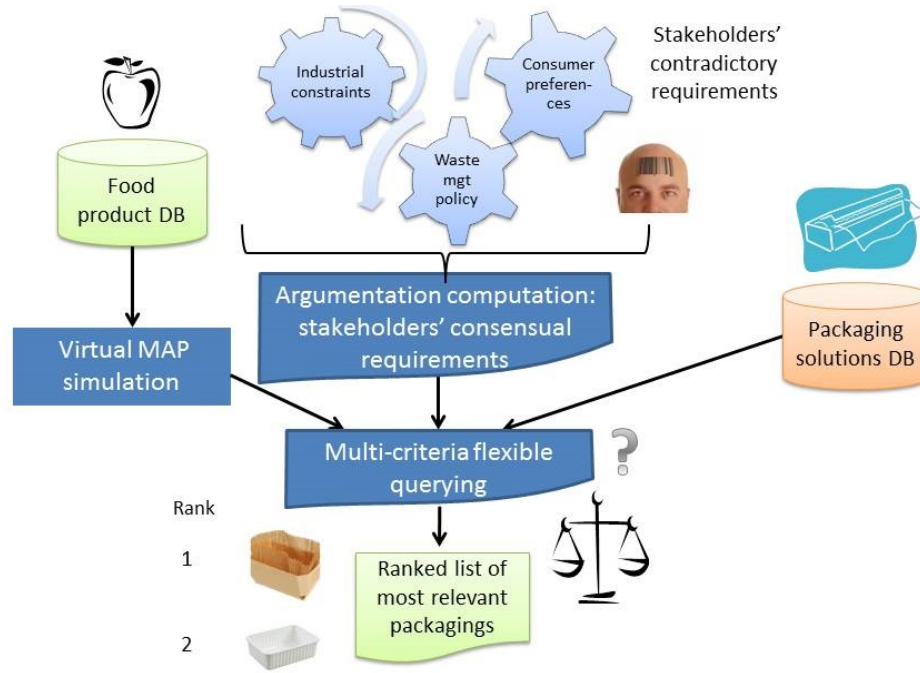 Industrial
constraints
Consumer
preferen-
ces
Waste
mgt
policy
Stakeholders’
contradictory
requirements
Food
product DB
Argumentation computation:
stakeholders’ consensual
requirements
Virtual MAP
simulation
Packaging
solutions DB
Multi-criteria flexible
querying
?
Rank
1
2
Ranked list of
most relevant
packagings